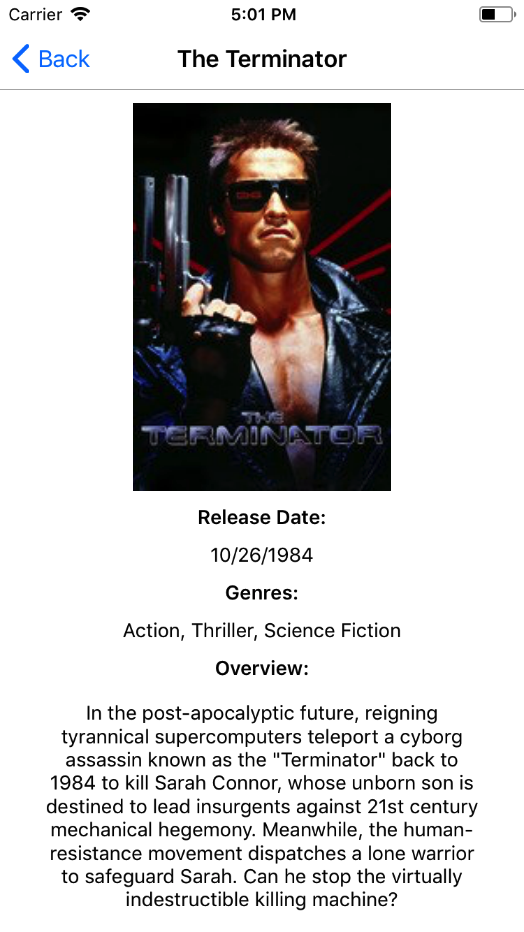 Carrier 5:01 PM
Back The Terminator
THE
TERMINATOR
Release Date:
10/26/1984
Genres:
Action, Thriller, Science Fiction
Overview:
In the post-apocalyptic future, reigning
tyrannical supercomputers teleport a cyborg
assassin known as the "Terminator" back to
1984 to kill Sarah Connor, whose unborn son is
destined to lead insurgents against 21st century
mechanical hegemony. Meanwhile, the human-
resistance movement dispatches a lone warrior
to safeguard Sarah. Can he stop the virtually
indestructible killing machine?